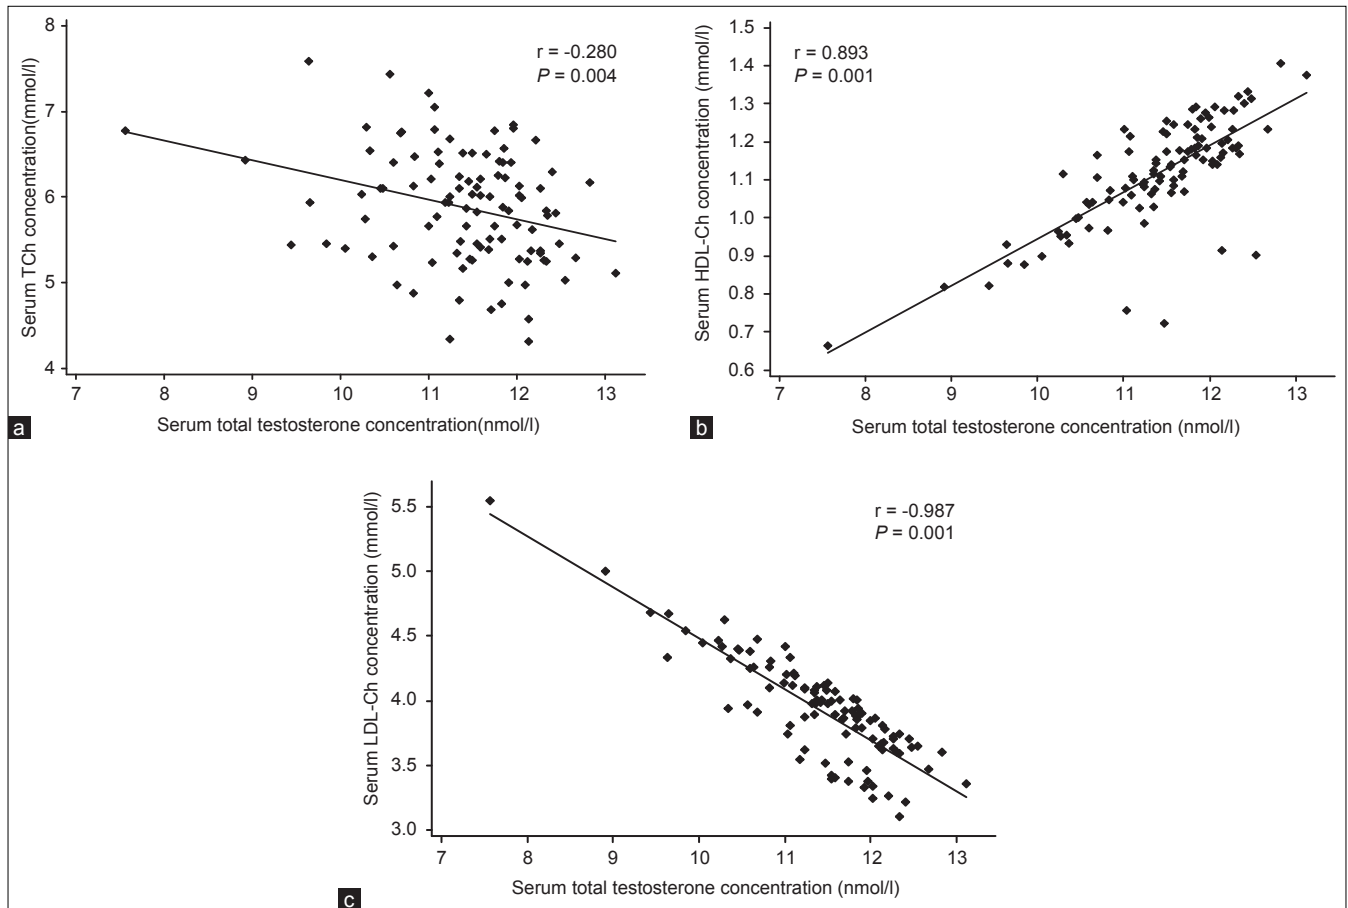 8
7
6
5
4
Serum TCh concentration(mmol/l)
r = -0.280
P = 0.004
7 8 9 10 11 12 13
Serum total testosterone concentration(nmol/l)
a
1.5
1.4
1.3
1.2
1.1
1.0
0.9
0.8
0.7
0.6
Serum HDL-Ch concentration (mmol/l)
r = 0.893
P = 0.001
7 8 9 10 11 12 13
Serum total testosterone concentration (nmol/l)
b
5.5
5.0
4.5
4.0
3.5
3.0
Serum LDL-Ch concentration (mmol/l)
r = -0.987
P = 0.001
7 8 9 10 11 12 13
Serum total testosterone concentration (nmol/l)
c